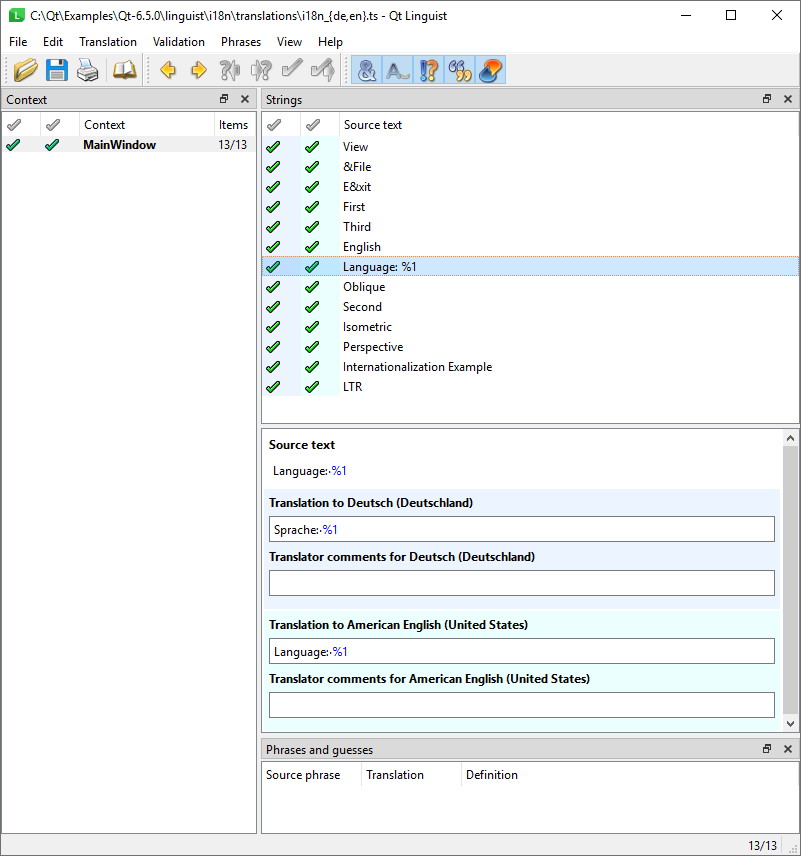 C:\Qt\Examples\Qt-6.5.0\linguist\i18n\translations\i18n_{de,en}.ts - Qt Linguist
File Edit Translation Validation Phrases View Help
Context
Context Items
MainWindow 13/13
Strings
Source text
View
&File
E&xit
First
Third
English
Language: %1
Oblique
Second
Isometric
Perspective
Internationalization Example
LTR
Source text
Language:·%1
Translation to Deutsch (Deutschland)
Sprache:·%1
Translator comments for Deutsch (Deutschland)
Translation to American English (United States)
Language:·%1
Translator comments for American English (United States)
Phrases and guesses
Source phrase Translation Definition
13/13